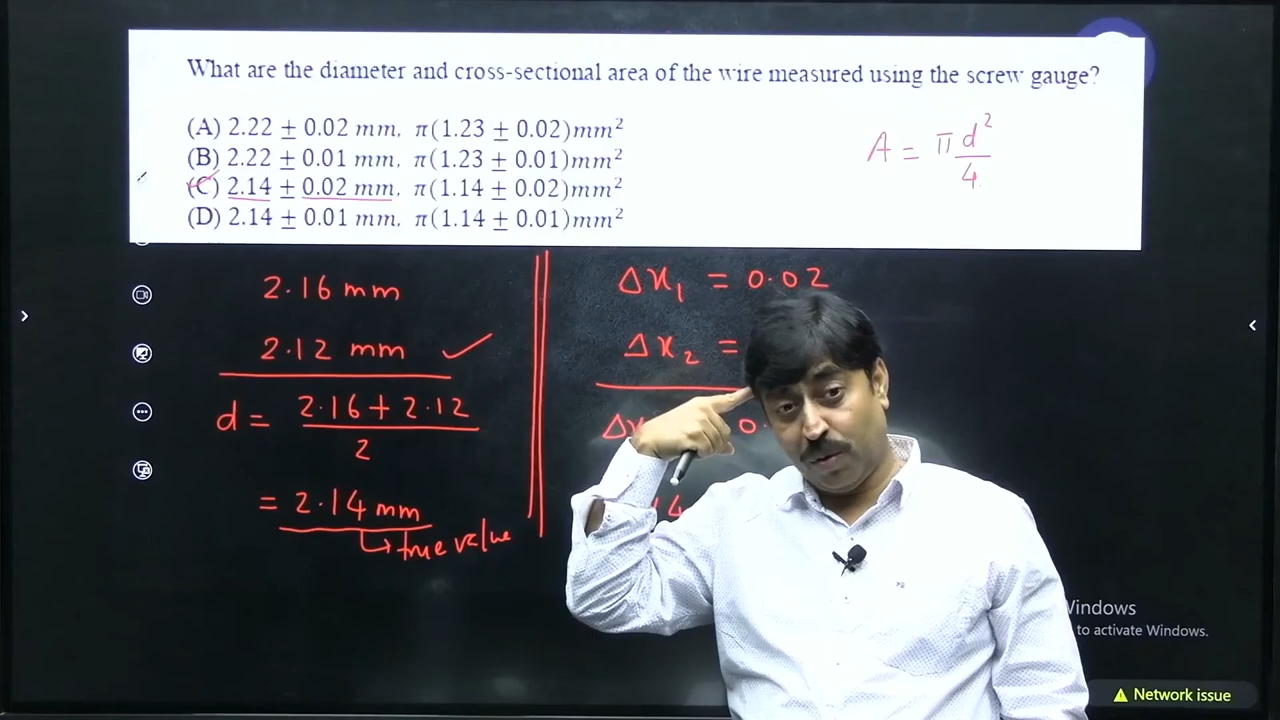 What are the diameter and cross-sectional area of the wire measured using the screw gauge?
(A) 2.22 ± 0.02 mm, π(1.23 ± 0.02)mm²
(B) 2.22 ± 0.01 mm, π(1.23 ± 0.01)mm²
(C) 2.14 ± 0.02 mm, π(1.14 ± 0.02)mm²
(D) 2.14 ± 0.01 mm, π(1.14 ± 0.01)mm²
A = πd²/4
2.16 mm
2.12 mm
d = (2.16 + 2.12)/2
= 2.14 mm
↳ true value
Δx₁ = 0.02
Δx₂ =
0.
14
Windows
to activate Windows.
Network issue